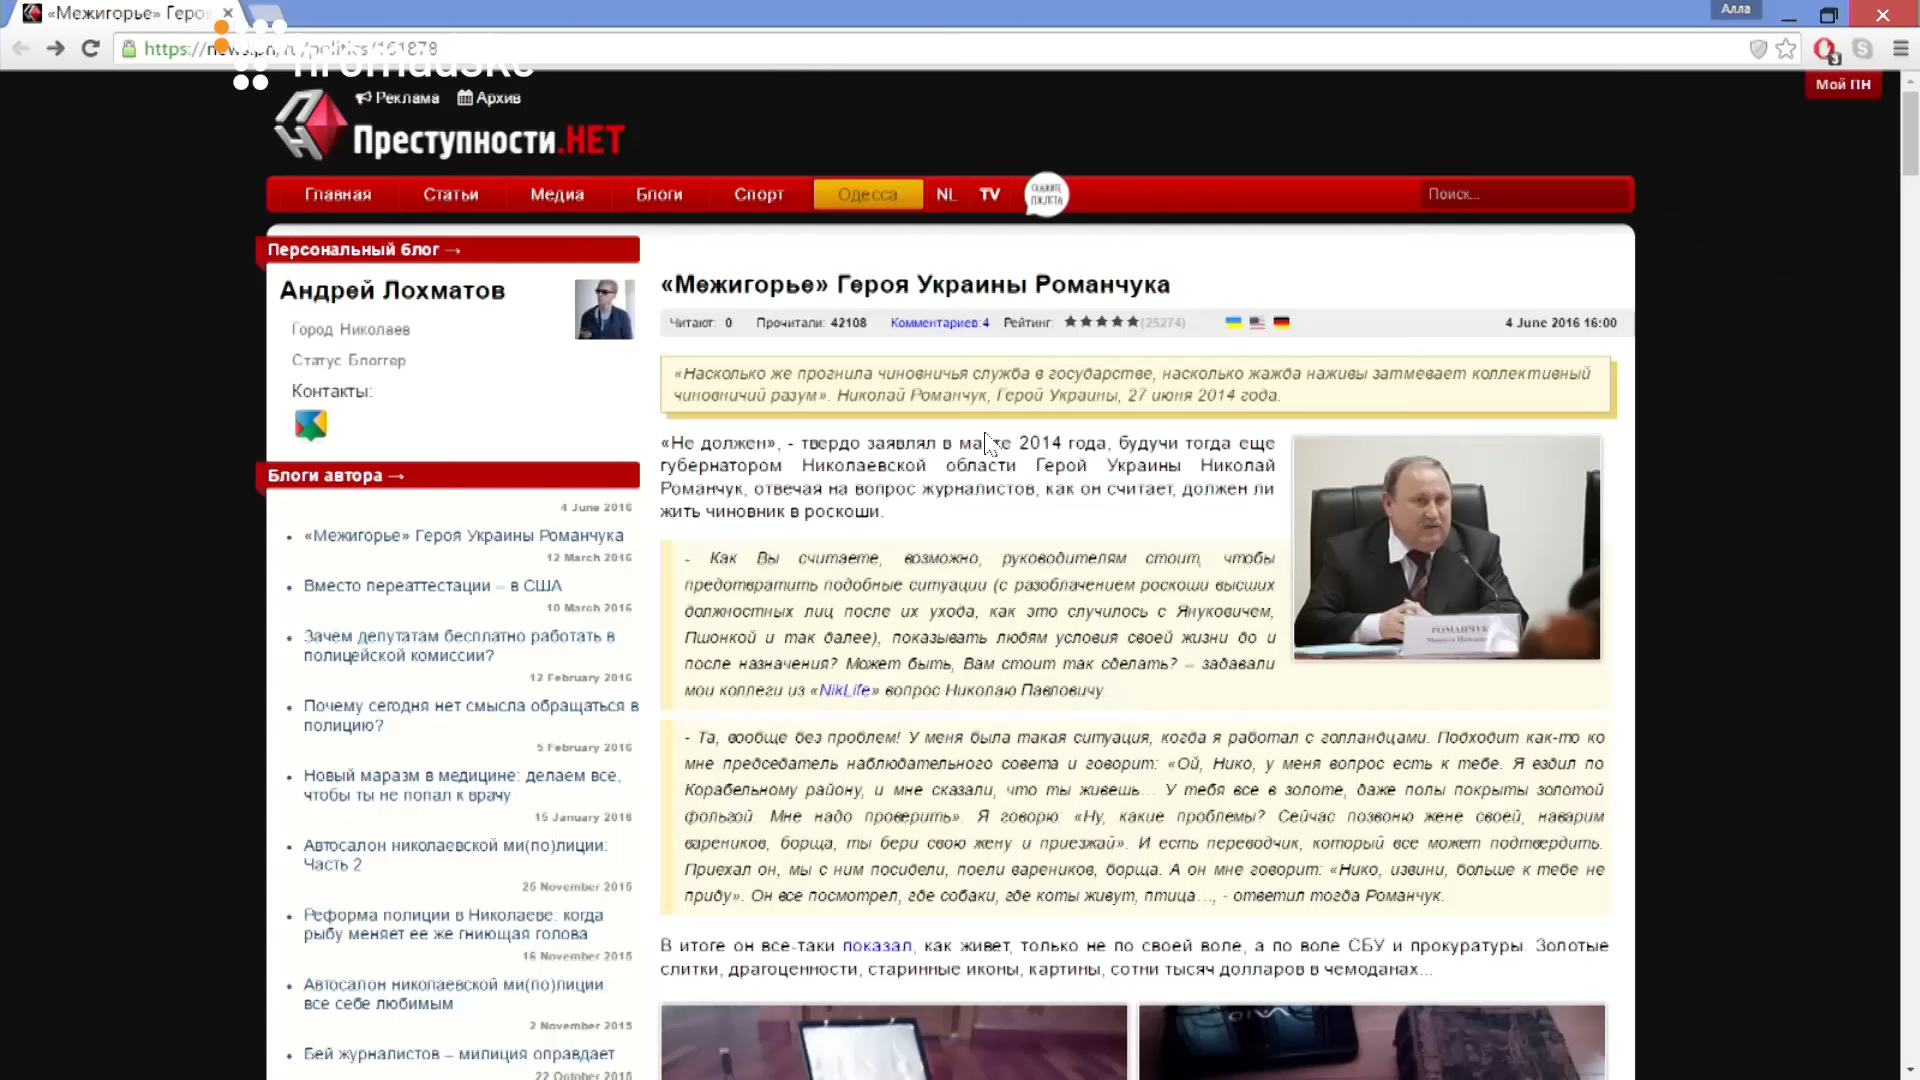 «Межигорье» Геро
Алла
https://news.pn/ru/politics/161878
hromadske
Мой ПН
Реклама
Архив
Преступности.НЕТ
Главная
Статьи
Медиа
Блоги
Спорт
Одесса
NL
TV
Поиск...
Персональный блог →
Андрей Лохматов
Город Николаев
Статус Блоггер
Контакты:
Блоги автора →
4 June 2016
«Межигорье» Героя Украины Романчука
12 March 2016
Вместо переаттестации – в США
10 March 2016
Зачем депутатам бесплатно работать в
полицейской комиссии?
12 February 2016
Почему сегодня нет смысла обращаться в
полицию?
5 February 2016
Новый маразм в медицине: делаем все,
чтобы ты не попал к врачу
15 January 2016
Автосалон николаевской ми(по)лиции:
Часть 2
25 November 2015
Реформа полиции в Николаеве: когда
рыбу меняет ее же гниющая голова
16 November 2015
Автосалон николаевской ми(по)лиции:
все себе любимым
2 November 2015
Бей журналистов – милиция оправдает
22 October 2015
«Межигорье» Героя Украины Романчука
Читают: 0 Прочитали: 42108 Комментариев:4 Рейтинг: ★★★★★(25274) 4 June 2016 16:00
«Насколько же прогнила чиновничья служба в государстве, насколько жажда наживы затмевает коллективный
чиновничий разум». Николай Романчук, Герой Украины, 27 июня 2014 года.
«Не должен», - твердо заявлял в марте 2014 года, будучи тогда еще
губернатором Николаевской области Герой Украины Николай
Романчук, отвечая на вопрос журналистов, как он считает, должен ли
жить чиновник в роскоши.
РОМАНЧУК
- Как Вы считаете, возможно, руководителям стоит, чтобы
предотвратить подобные ситуации (с разоблачением роскоши высших
должностных лиц после их ухода, как это случилось с Януковичем,
Пшонкой и так далее), показывать людям условия своей жизни до и
после назначения? Может быть, Вам стоит так сделать? – задавали
мои коллеги из «NikLife» вопрос Николаю Павловичу.
- Та, вообще без проблем! У меня была такая ситуация, когда я работал с голландцами. Подходит как-то ко
мне председатель наблюдательного совета и говорит: «Ой, Нико, у меня вопрос есть к тебе. Я ездил по
Корабельному району, и мне сказали, что ты живешь... У тебя все в золоте, даже полы покрыты золотой
фольгой. Мне надо проверить». Я говорю: «Ну, какие проблемы? Сейчас позвоню жене своей, наварим
вареников, борща, ты бери свою жену и приезжай». И есть переводчик, который все может подтвердить.
Приехал он, мы с ним посидели, поели вареников, борща. А он мне говорит: «Нико, извини, больше к тебе не
приду». Он все посмотрел, где собаки, где коты живут, птица..., - ответил тогда Романчук.
В итоге он все-таки показал, как живет, только не по своей воле, а по воле СБУ и прокуратуры. Золотые
слитки, драгоценности, старинные иконы, картины, сотни тысяч долларов в чемоданах...